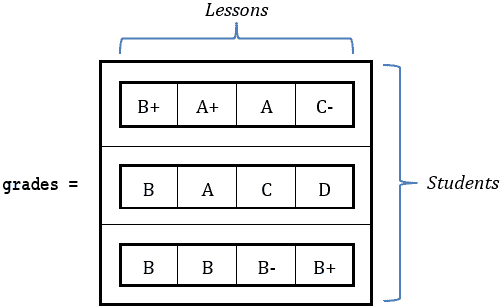 Lessons
B+ A+ A C-
grades =
B A C D
Students
B B B- B+